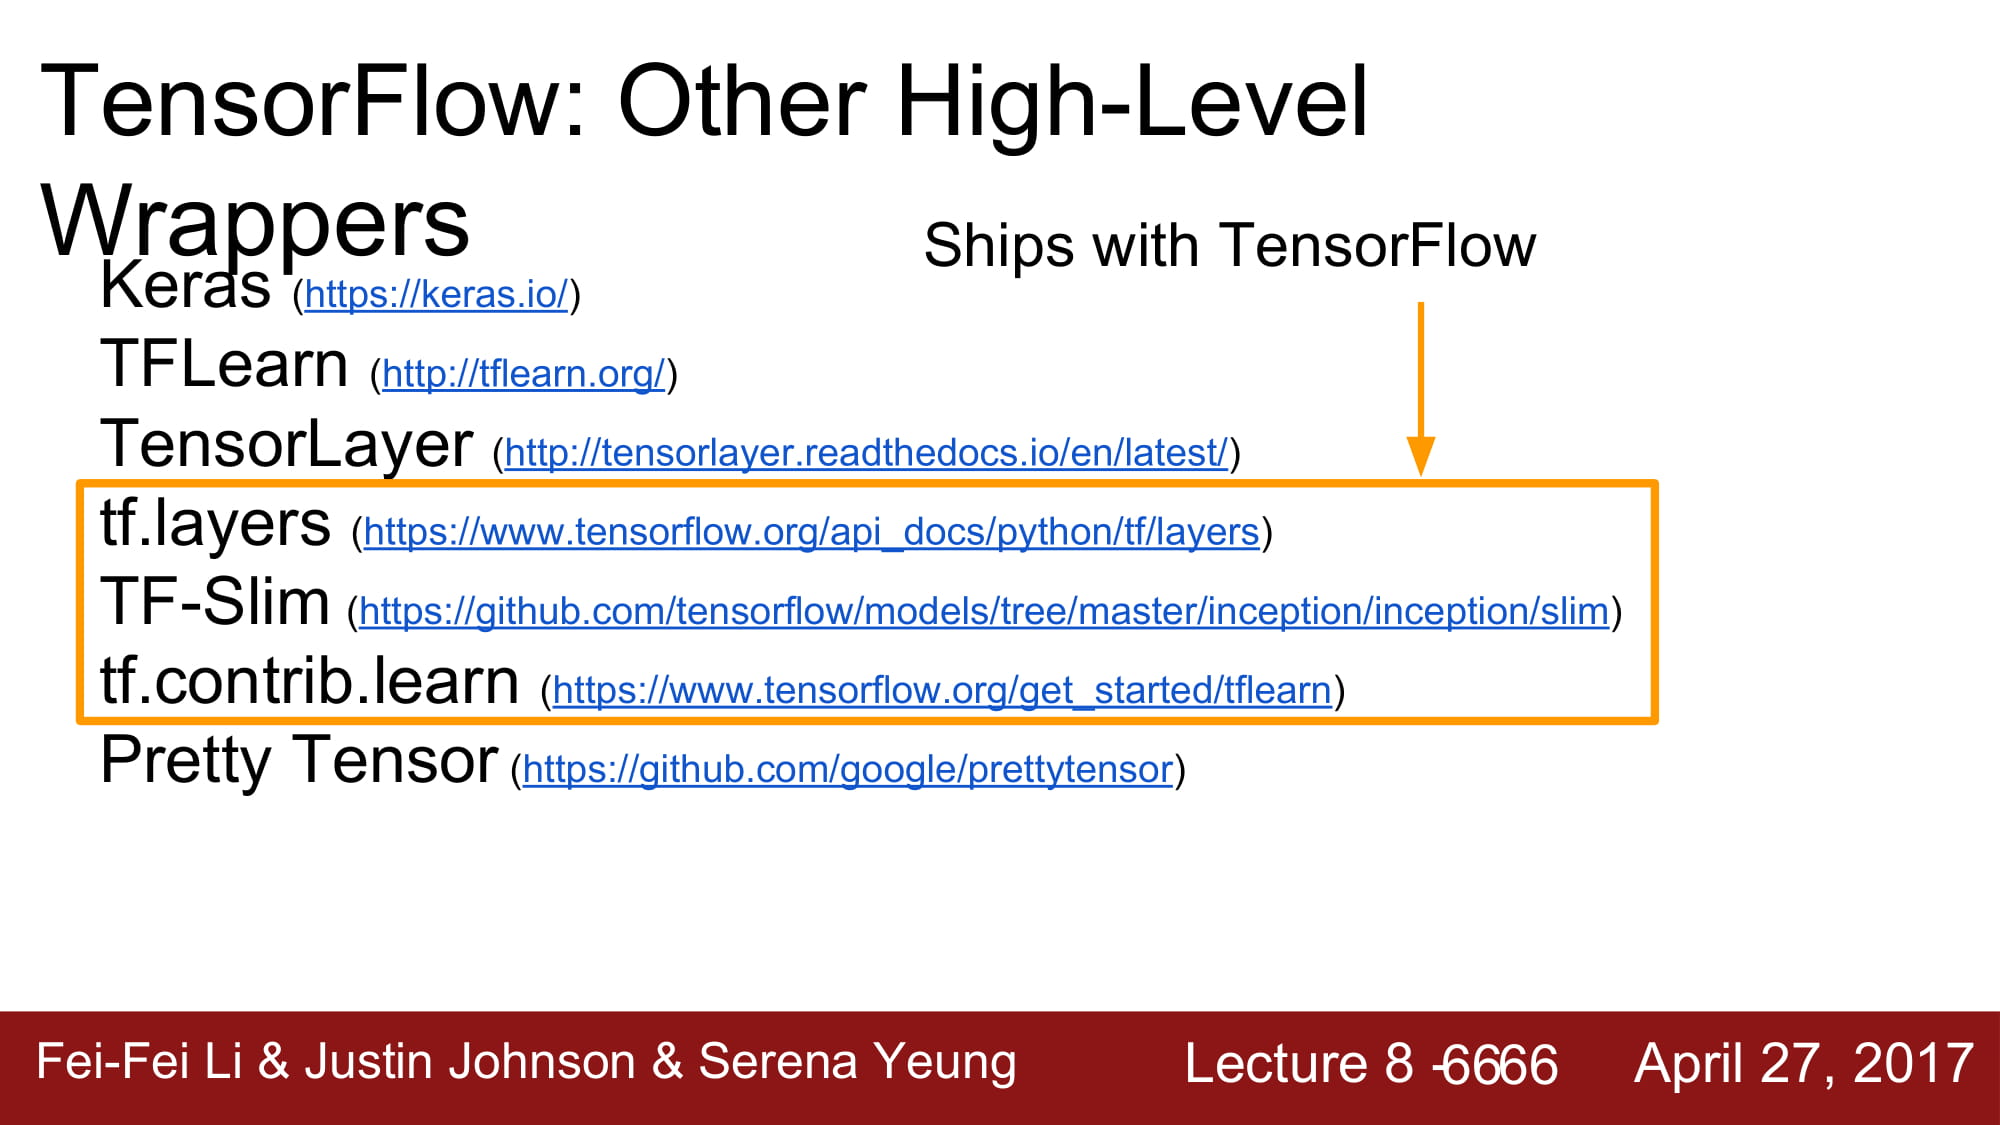 TensorFlow: Other High-Level
Wrappers
Ships with TensorFlow
Keras (https://keras.io/)
TFLearn (http://tflearn.org/)
TensorLayer (http://tensorlayer.readthedocs.io/en/latest/)
tf.layers (https://www.tensorflow.org/api_docs/python/tf/layers)
TF-Slim (https://github.com/tensorflow/models/tree/master/inception/inception/slim)
tf.contrib.learn (https://www.tensorflow.org/get_started/tflearn)
Pretty Tensor (https://github.com/google/prettytensor)
Fei-Fei Li & Justin Johnson & Serena Yeung
Lecture 8 -6666
April 27, 2017